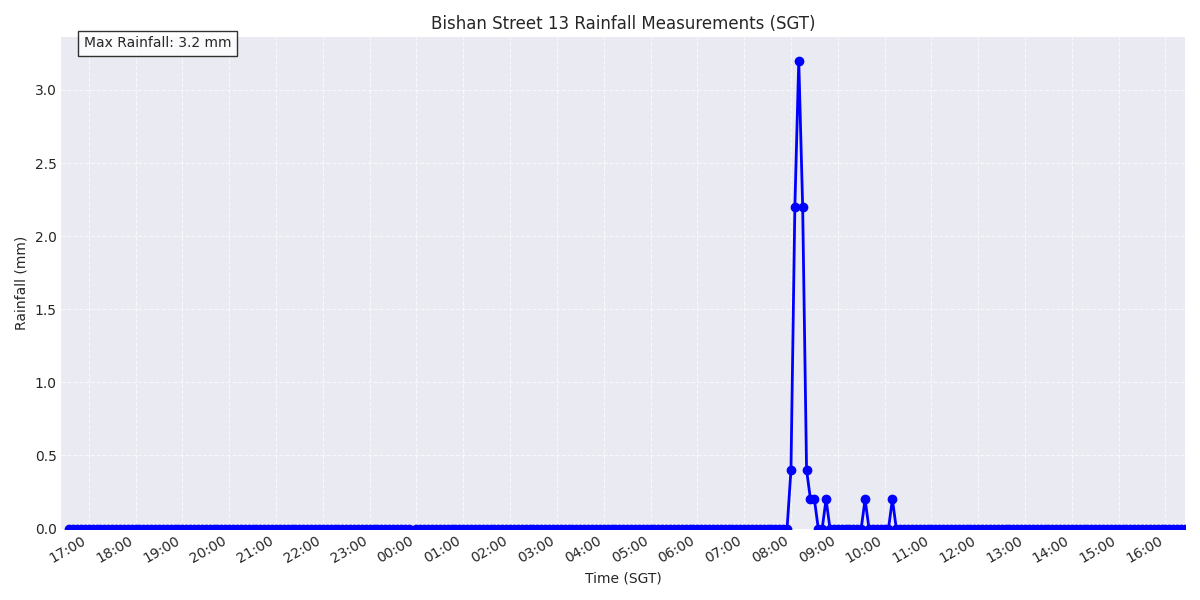 Bishan Street 13 Rainfall Measurements (SGT)
Max Rainfall: 3.2 mm
3.0
2.5
2.0
1.5
1.0
0.5
0.0
Rainfall (mm)
17:00 18:00 19:00 20:00 21:00 22:00 23:00 00:00 01:00 02:00 03:00 04:00 05:00 06:00 07:00 08:00 09:00 10:00 11:00 12:00 13:00 14:00 15:00 16:00
Time (SGT)